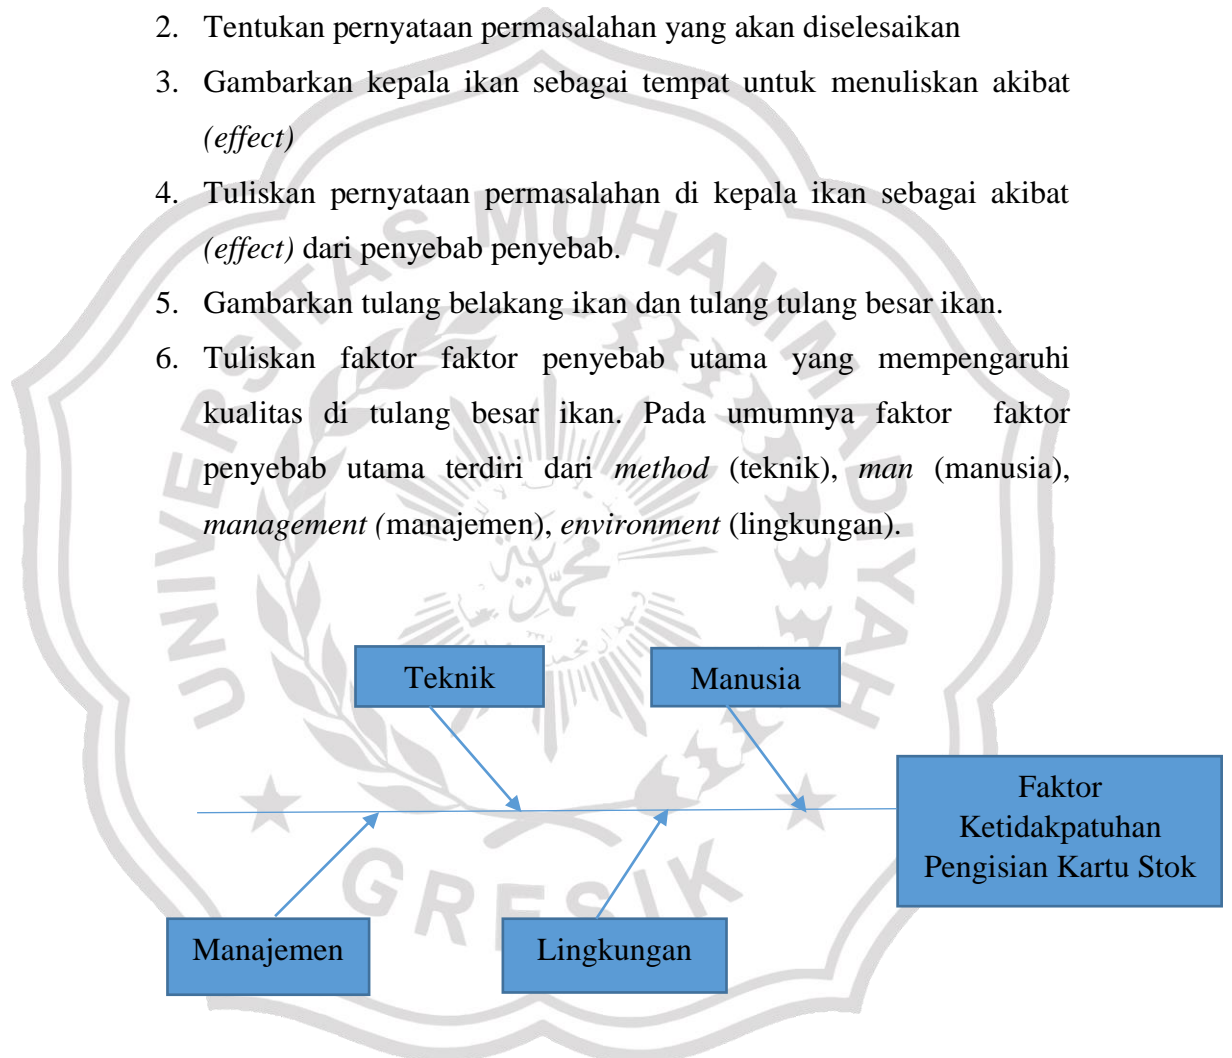 2. Tentukan pernyataan permasalahan yang akan diselesaikan
3. Gambarkan kepala ikan sebagai tempat untuk menuliskan akibat
(effect)
4. Tuliskan pernyataan permasalahan di kepala ikan sebagai akibat
(effect) dari penyebab penyebab.
5. Gambarkan tulang belakang ikan dan tulang tulang besar ikan.
6. Tuliskan faktor faktor penyebab utama yang mempengaruhi
kualitas di tulang besar ikan. Pada umumnya faktor faktor
penyebab utama terdiri dari method (teknik), man (manusia),
management (manajemen), environment (lingkungan).
UNIVERSITAS MUHAMMADIYAH
GRESIK
Teknik
Manusia
Faktor
Ketidakpatuhan
Pengisian Kartu Stok
Manajemen
Lingkungan